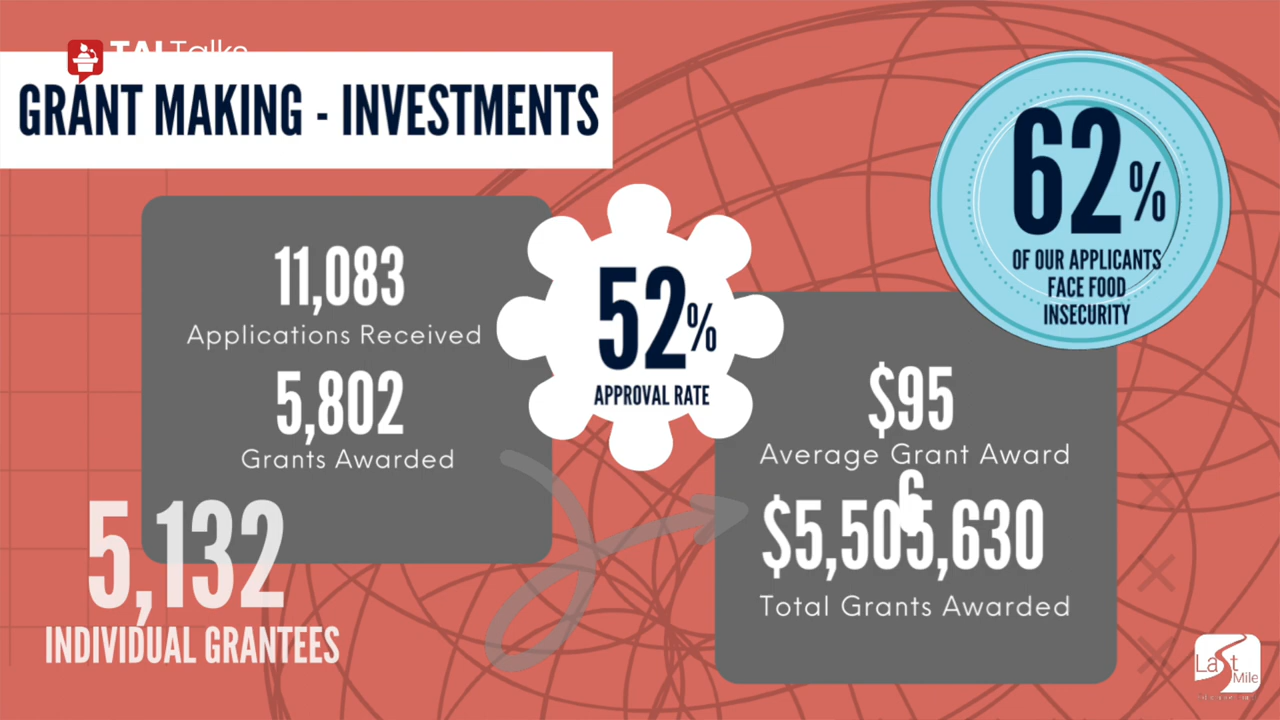 TAI Talks
GRANT MAKING - INVESTMENTS
62%
OF OUR APPLICANTS
FACE FOOD
INSECURITY
11,083
Applications Received
5,802
Grants Awarded
52%
APPROVAL RATE
$95
6
Average Grant Award
$5,505,630
Total Grants Awarded
5,132
INDIVIDUAL GRANTEES
Last
Mile